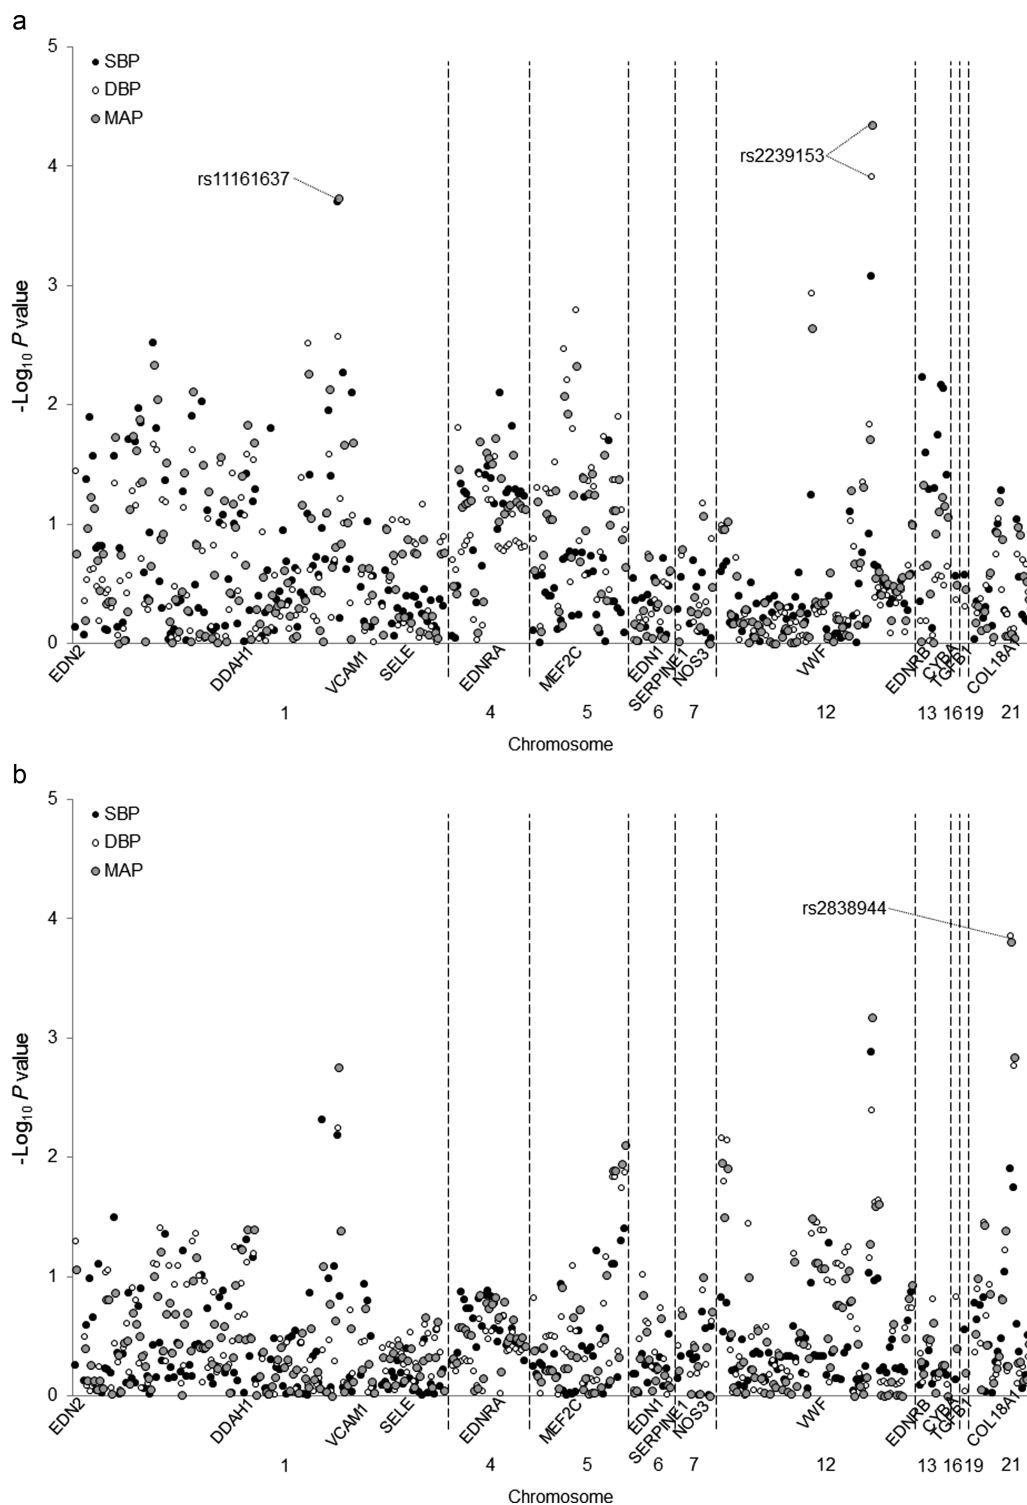 a
5
SBP
DBP
MAP
rs2239153
4
rs11161637
3
-Log10 P value
2
1
0
EDN2 DDAH1 VCAM1 SELE EDNRA MEF2C EDN1 SERPINE1 NOS3 VWF EDNRB CYBA TGFB1 COL18A1
1 4 5 6 7 12 13 16 19 21
Chromosome
b
5
SBP
DBP
MAP
rs2838944
4
3
-Log10 P value
2
1
0
EDN2 DDAH1 VCAM1 SELE EDNRA MEF2C EDN1 SERPINE1 NOS3 VWF EDNRB CYBA TGFB1 COL18A1
1 4 5 6 7 12 13 16 19 21
Chromosome